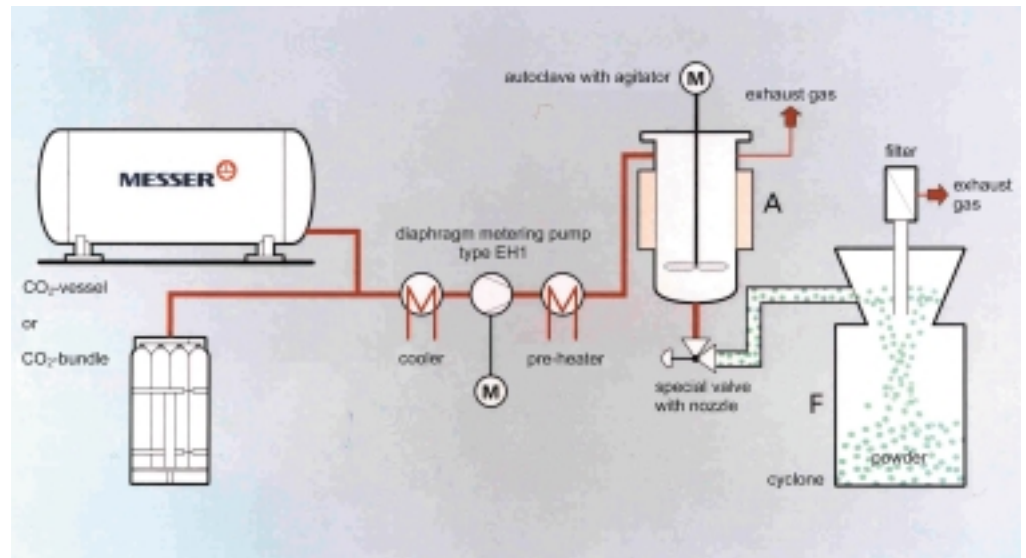 autoclave with agitator
M
exhaust gas
MESSER
filter
exhaust
gas
A
diaphragm metering pump
type EH1
CO₂-vessel
or
CO₂-bundle
cooler
pre-heater
M
special valve
with nozzle
F
powder
cyclone